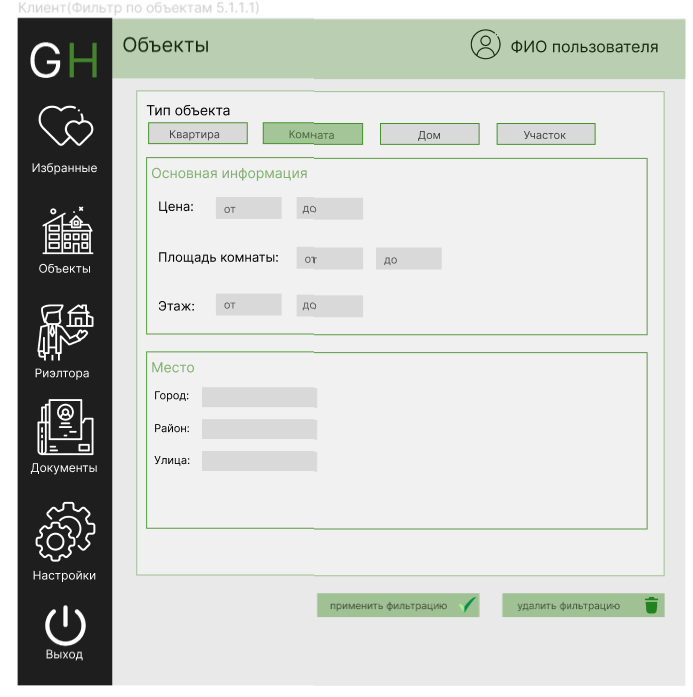 Клиент(Фильтр по объектам 5.1.1.1)
GH
Объекты
ФИО пользователя
Избранные
Объекты
Риэлтора
Документы
Настройки
Выход
Тип объекта
Квартира Комната Дом Участок
Основная информация
Цена: от до
Площадь комнаты: от до
Этаж: от до
Место
Город:
Район:
Улица:
применить фильтрацию удалить фильтрацию